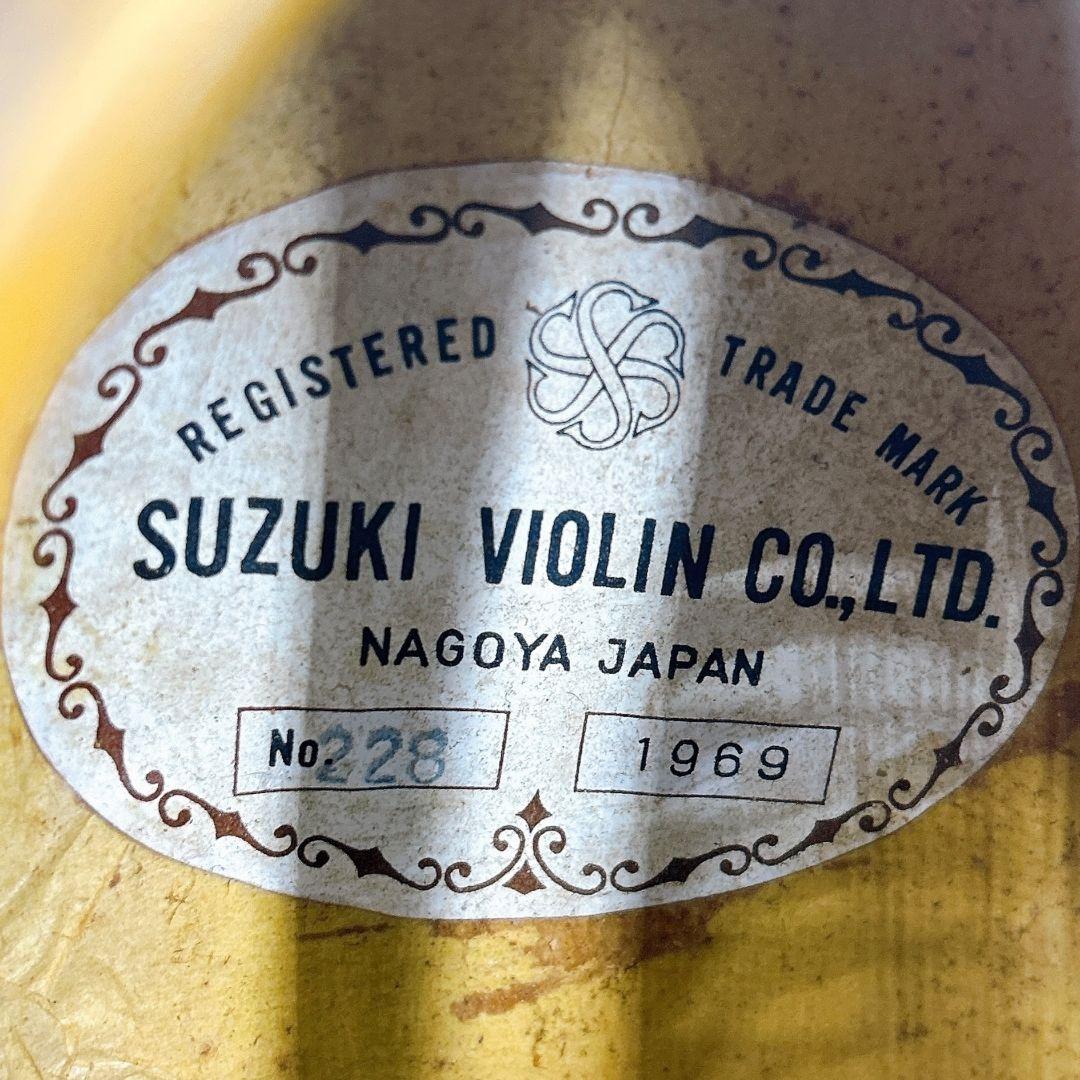 REGISTERED TRADE MARK
SUZUKI VIOLIN CO.,LTD.
NAGOYA JAPAN
No.228 1969